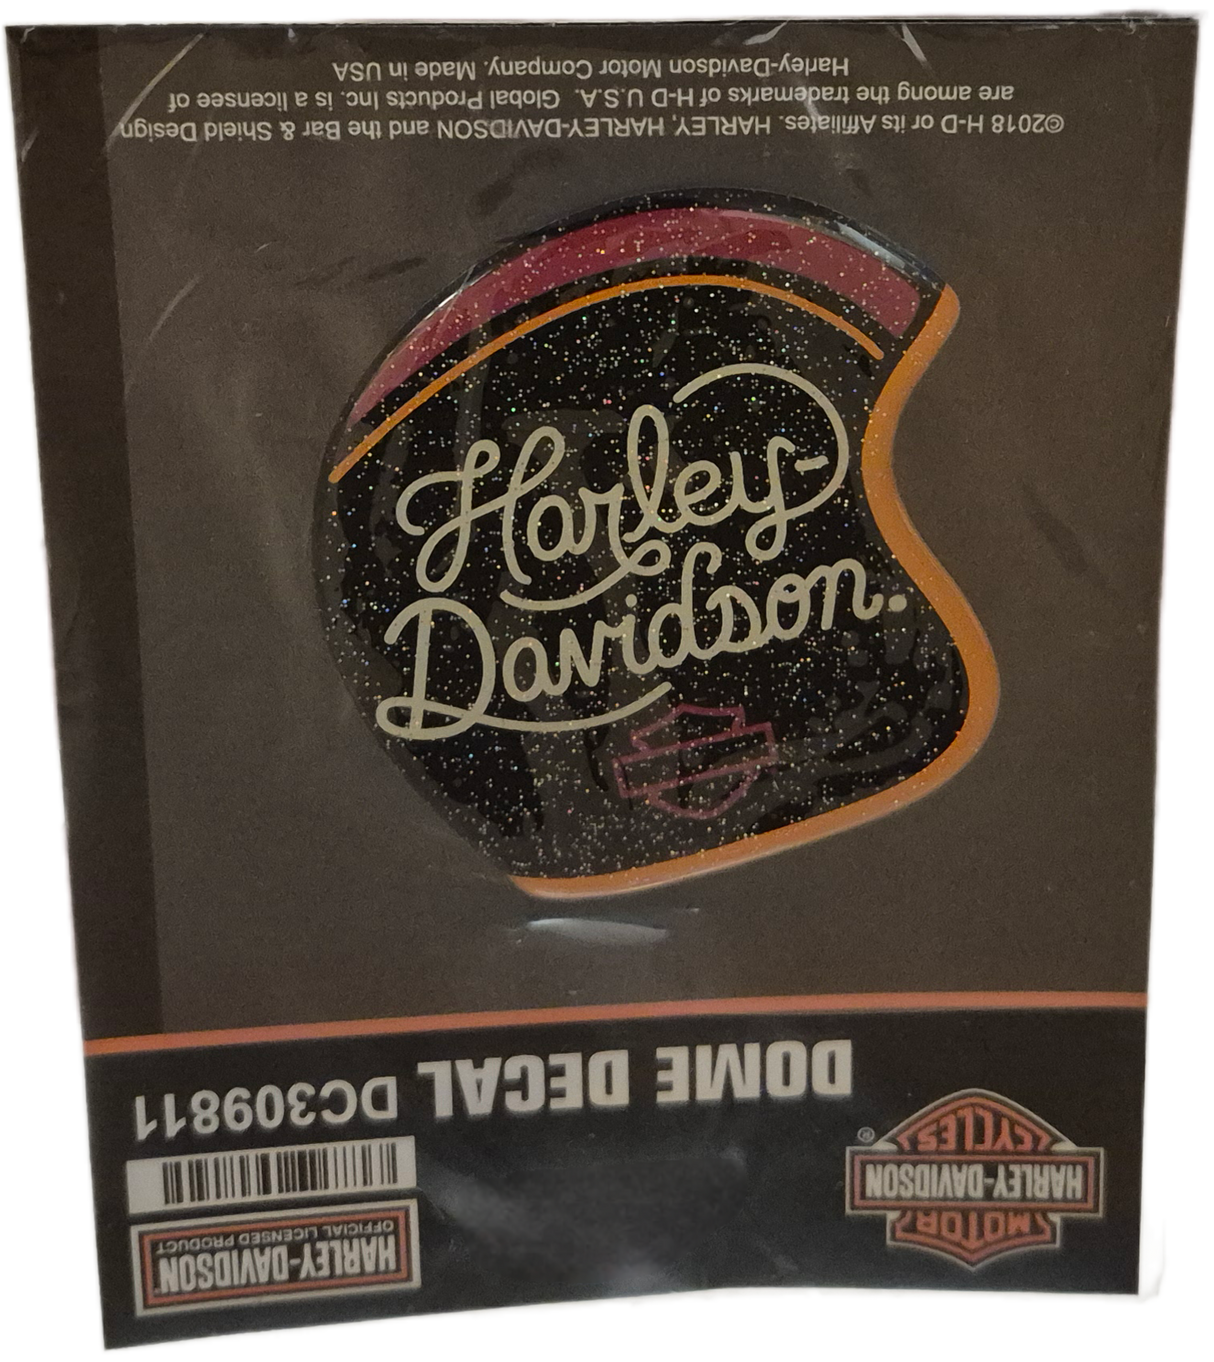 Harley-
Davidson.
©2018 H-D or its Affiliates. HARLEY, HARLEY-DAVIDSON and the Bar & Shield Design
are among the trademarks of H-D U.S.A. Global Products Inc. is a licensee of
Harley-Davidson Motor Company. Made in USA
DOME DECAL DC309811
MOTOR
HARLEY-DAVIDSON
CYCLES
®
HARLEY-DAVIDSON
OFFICIAL LICENSED PRODUCT